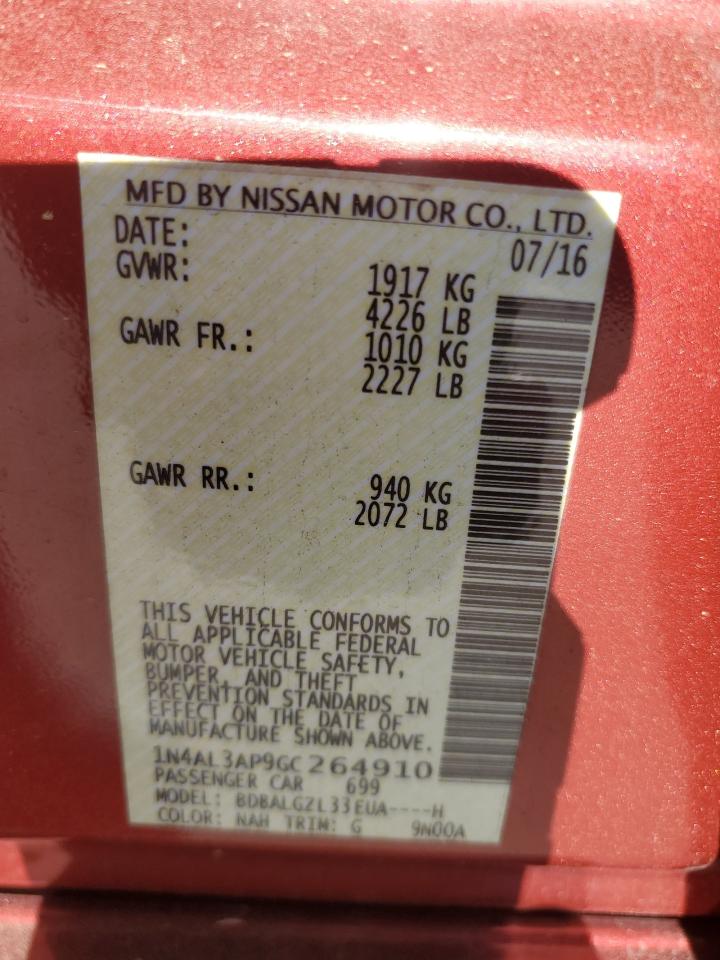 MFD BY NISSAN MOTOR CO., LTD.
DATE: 07/16
GVWR: 1917 KG
4226 LB
GAWR FR.: 1010 KG
2227 LB
GAWR RR.: 940 KG
2072 LB
THIS VEHICLE CONFORMS TO
ALL APPLICABLE FEDERAL
MOTOR VEHICLE SAFETY,
BUMPER, AND THEFT
PREVENTION STANDARDS IN
EFFECT ON THE DATE OF
MANUFACTURE SHOWN ABOVE.
1N4AL3AP9GC264910
PASSENGER CAR 699
MODEL: BDBALGZL33EUA----H
COLOR: NAH TRIM: G 9N00A